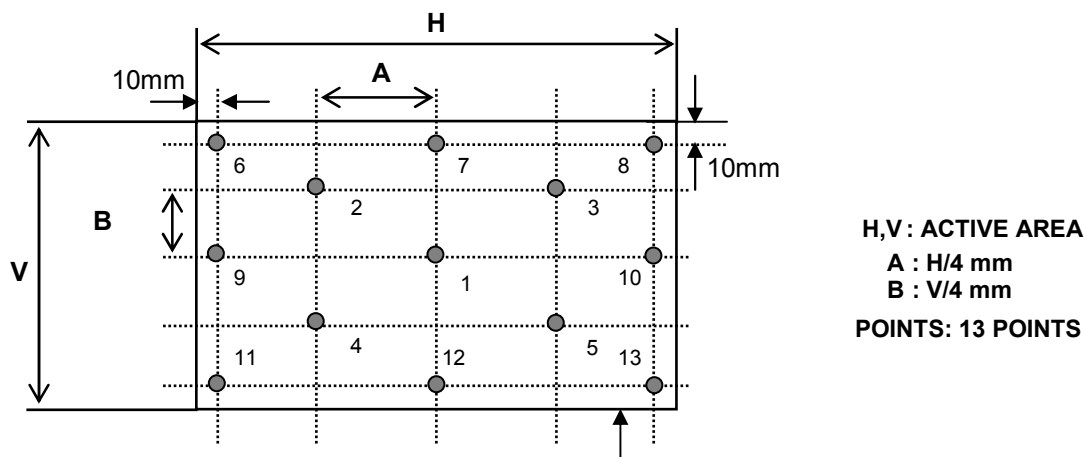 H
10mm
A
6
7
8
10mm
2
3
B
V
9
1
10
4
5
11
12
13
H,V : ACTIVE AREA
A : H/4 mm
B : V/4 mm
POINTS: 13 POINTS